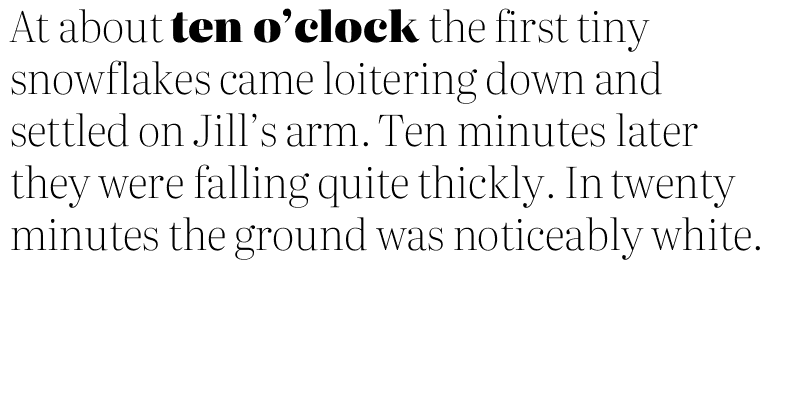 At about ten o’clock the first tiny
snowflakes came loitering down and
settled on Jill’s arm. Ten minutes later
they were falling quite thickly. In twenty
minutes the ground was noticeably white.